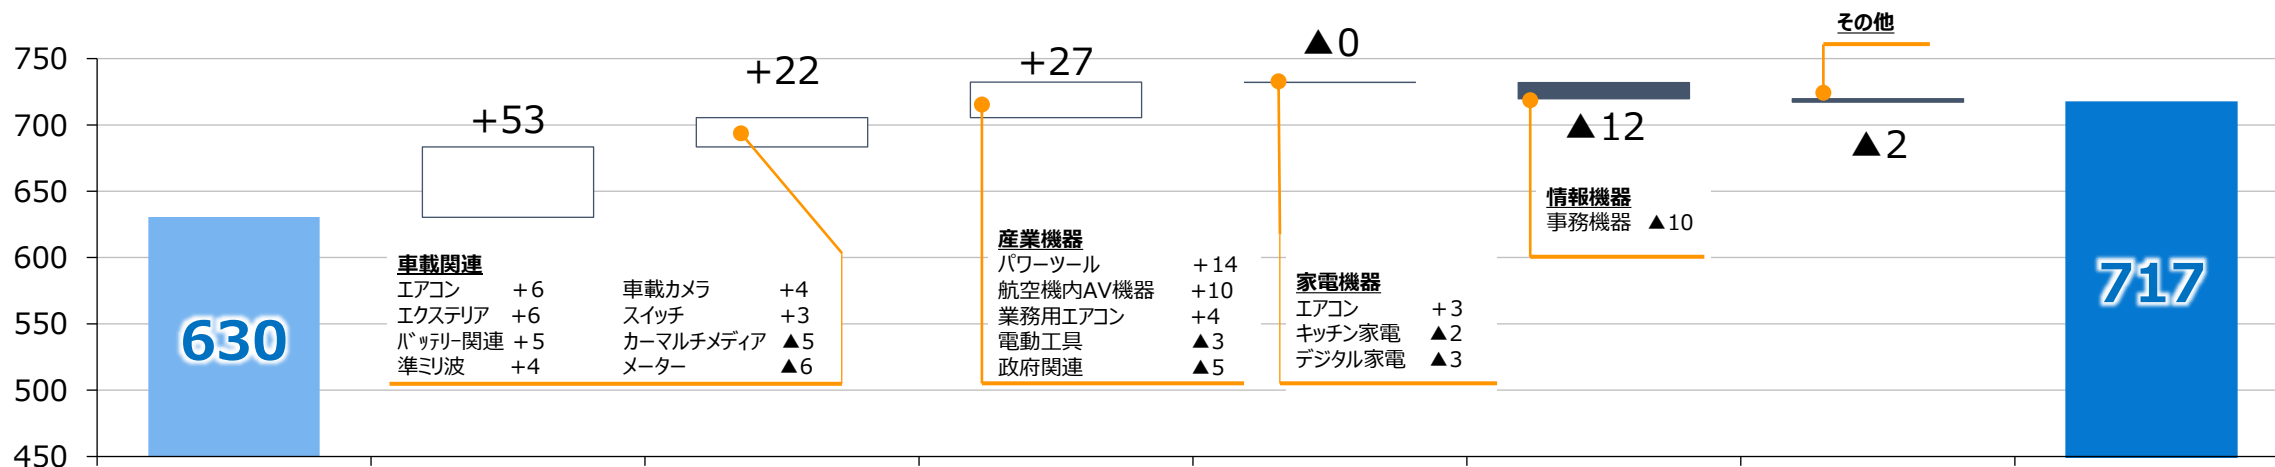 750
700
650
600
550
500
450
630
+53
+22
+27
▲0
▲12
▲2
717
車載関連
エアコン +6 車載カメラ +4
エクステリア +6 スイッチ +3
バッテリー関連 +5 カーマルチメディア ▲5
準ミリ波 +4 メーター ▲6
産業機器
パワーツール +14
航空機内AV機器 +10
業務用エアコン +4
電動工具 ▲3
政府関連 ▲5
家電機器
エアコン +3
キッチン家電 ▲2
デジタル家電 ▲3
情報機器
事務機器 ▲10
その他